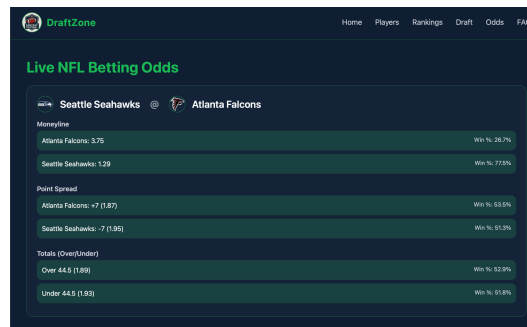 DraftZone Home Players Rankings Draft Odds FA
Live NFL Betting Odds
Seattle Seahawks @ Atlanta Falcons
Moneyline
Atlanta Falcons: 3.75 Win %: 26.7%
Seattle Seahawks: 1.29 Win %: 77.5%
Point Spread
Atlanta Falcons: +7 (1.87) Win %: 53.5%
Seattle Seahawks: -7 (1.95) Win %: 51.3%
Totals (Over/Under)
Over 44.5 (1.89) Win %: 52.9%
Under 44.5 (1.93) Win %: 51.8%